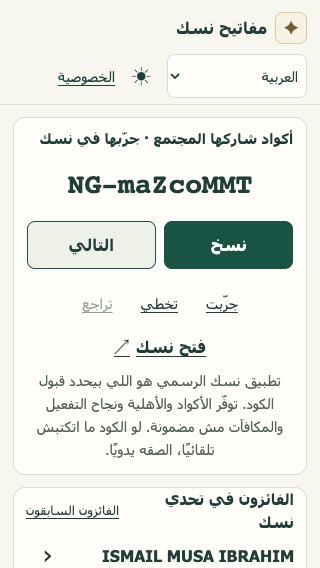 مفاتيح نسك
العربية
الخصوصية
أكواد شاركها المجتمع · جرّبها في نسك
NG-maZcoMMT
نسخ
التالي
جرّبت
تخطي
تراجع
فتح نسك ↗
تطبيق نسك الرسمي هو اللي بيحدد قبول
الكود. توفّر الأكواد والأهلية ونجاح التفعيل
والمكافآت مش مضمونة. لو الكود ما اتكتبش
تلقائيًا، الصقه يدويًا.
الفائزون في تحدي
نسك
الفائزون السابقون
ISMAIL MUSA IBRAHIM